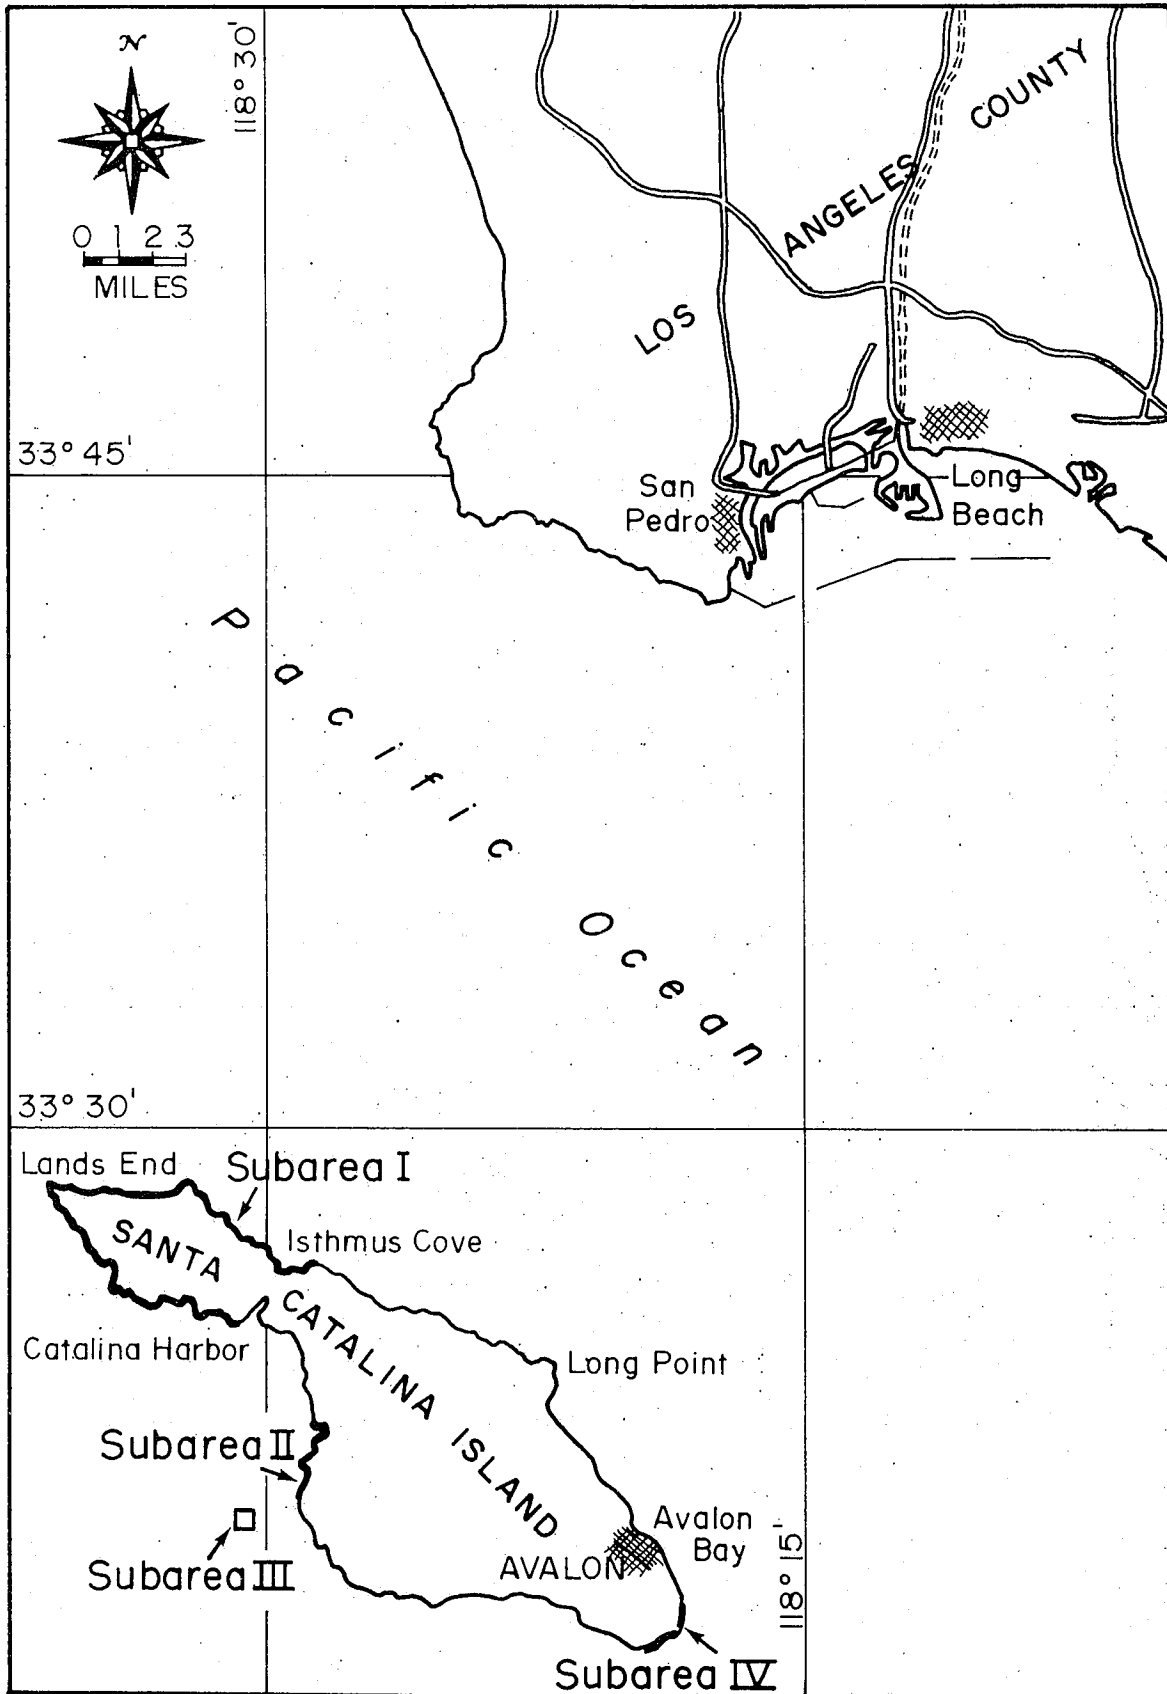 N
118° 30'
0 1 2 3
MILES
LOS ANGELES COUNTY
33° 45'
San
Pedro
Long
Beach
Pacific Ocean
33° 30'
Lands End
Subarea I
Isthmus Cove
SANTA CATALINA ISLAND
Catalina Harbor
Long Point
Subarea II
Avalon
Bay
AVALON
Subarea III
118° 15'
Subarea IV